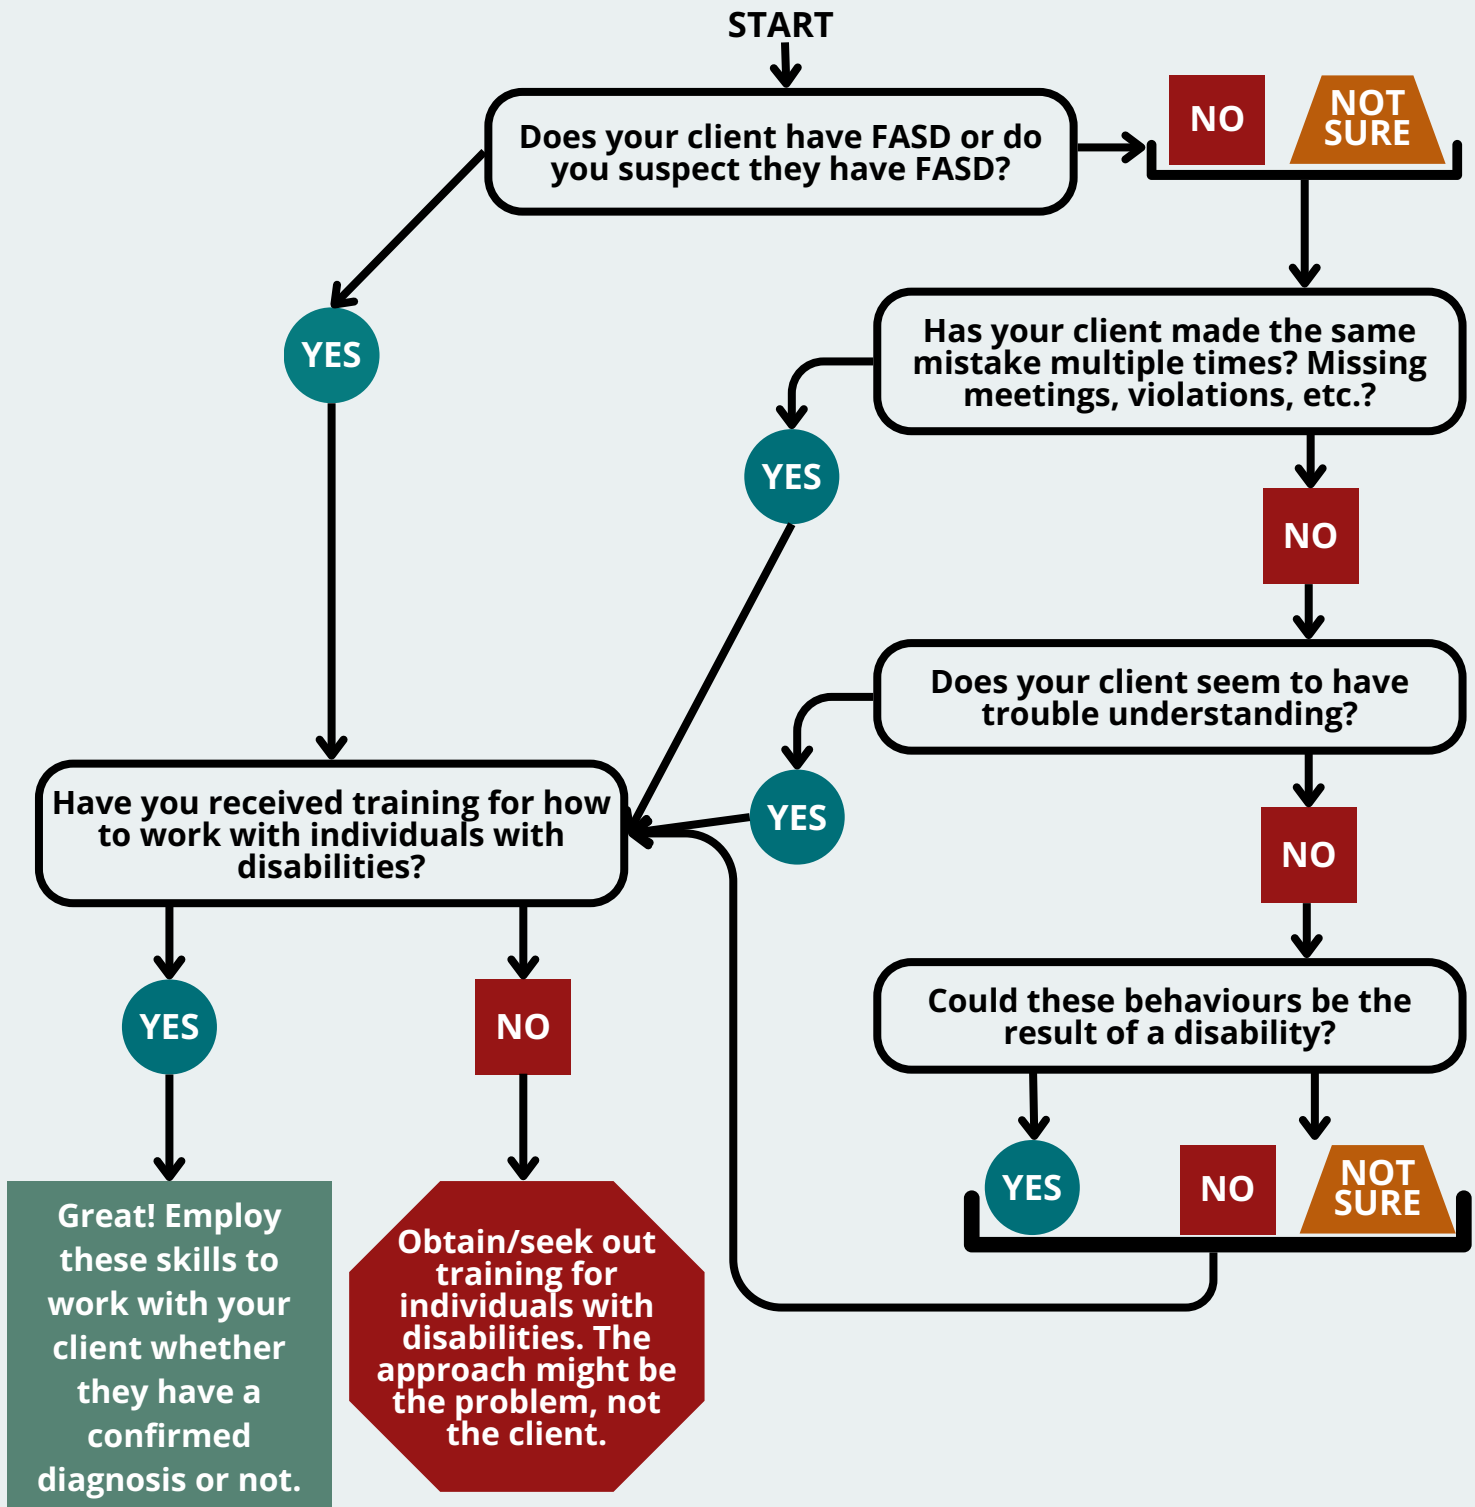 START
Does your client have FASD or do
you suspect they have FASD?
NO
NOT
SURE
YES
Has your client made the same
mistake multiple times? Missing
meetings, violations, etc.?
YES
NO
Does your client seem to have
trouble understanding?
YES
NO
Have you received training for how
to work with individuals with
disabilities?
Could these behaviours be the
result of a disability?
YES
NO
YES
NO
NOT
SURE
Great! Employ
these skills to
work with your
client whether
they have a
confirmed
diagnosis or not.
Obtain/seek out
training for
individuals with
disabilities. The
approach might be
the problem, not
the client.